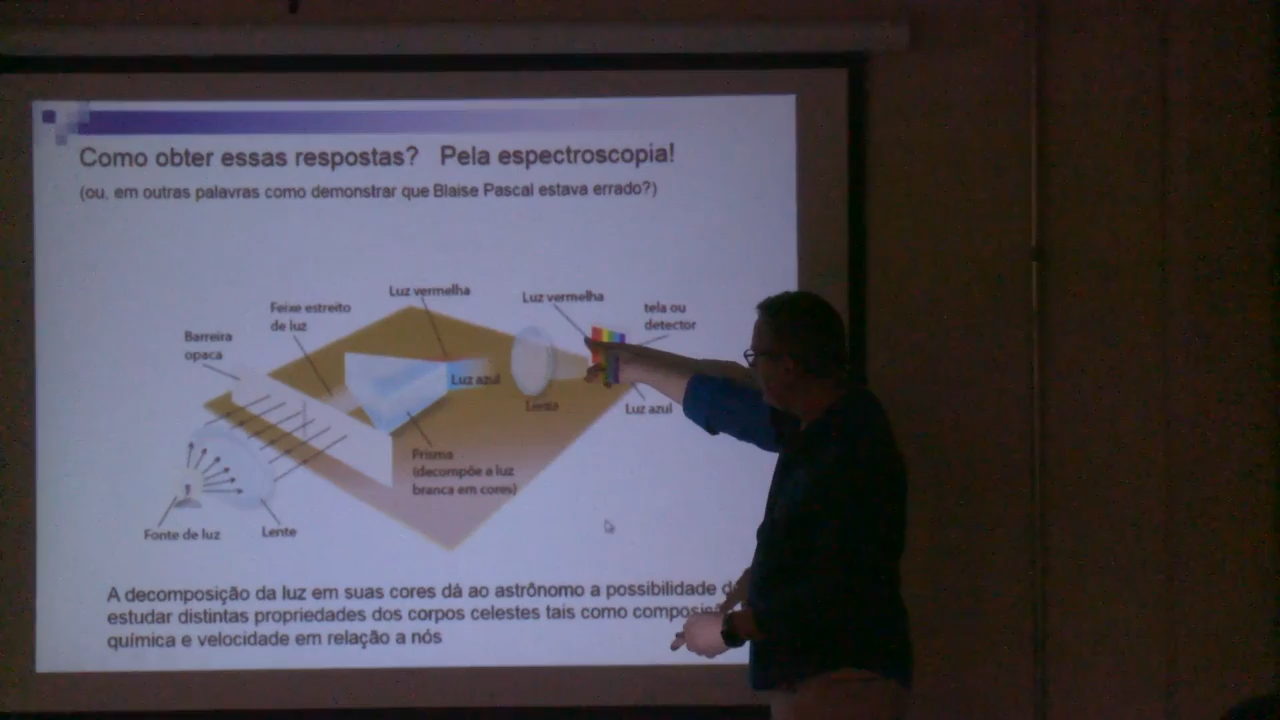 Como obter essas respostas? Pela espectroscopia!
(ou, em outras palavras como demonstrar que Blaise Pascal estava errado?)
Luz vermelha
Luz vermelha
Feixe estreito
de luz
tela ou
detector
Barreira
opaca
Luz azul
Lente
Luz azul
Prisma
(decompõe a luz
branca em cores)
Fonte de luz
Lente
A decomposição da luz em suas cores dá ao astrônomo a possibilidade
estudar distintas propriedades dos corpos celestes tais como
química e velocidade em relação a nós